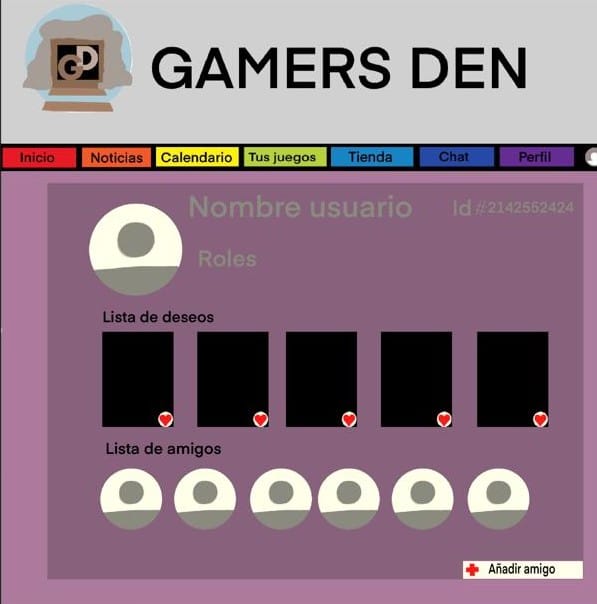 GD
GAMERS DEN
Inicio Noticias Calendario Tus juegos Tienda Chat Perfil
Nombre usuario Id #2142562424
Roles
Lista de deseos
Lista de amigos
Añadir amigo